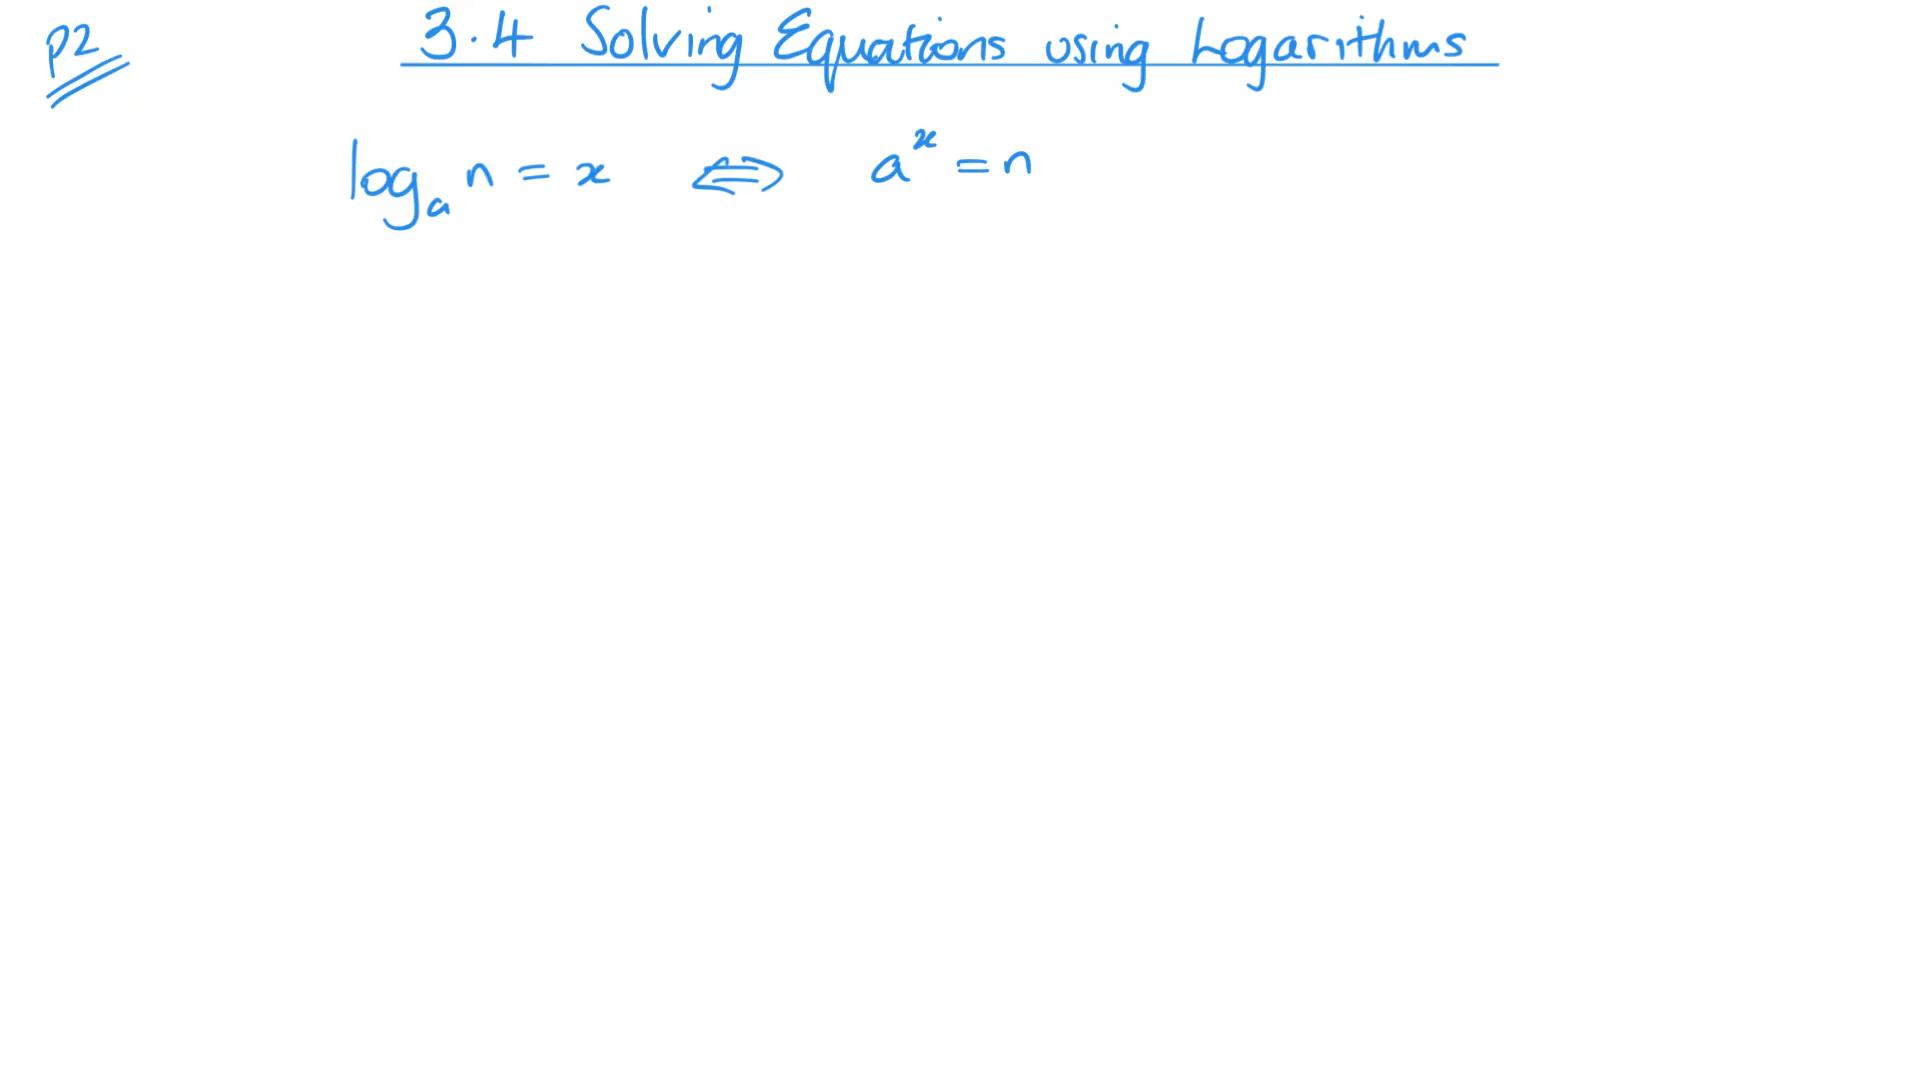 P2
3.4 Solving Equations using Logarithms
logₐ n = x ⟺ aˣ = n